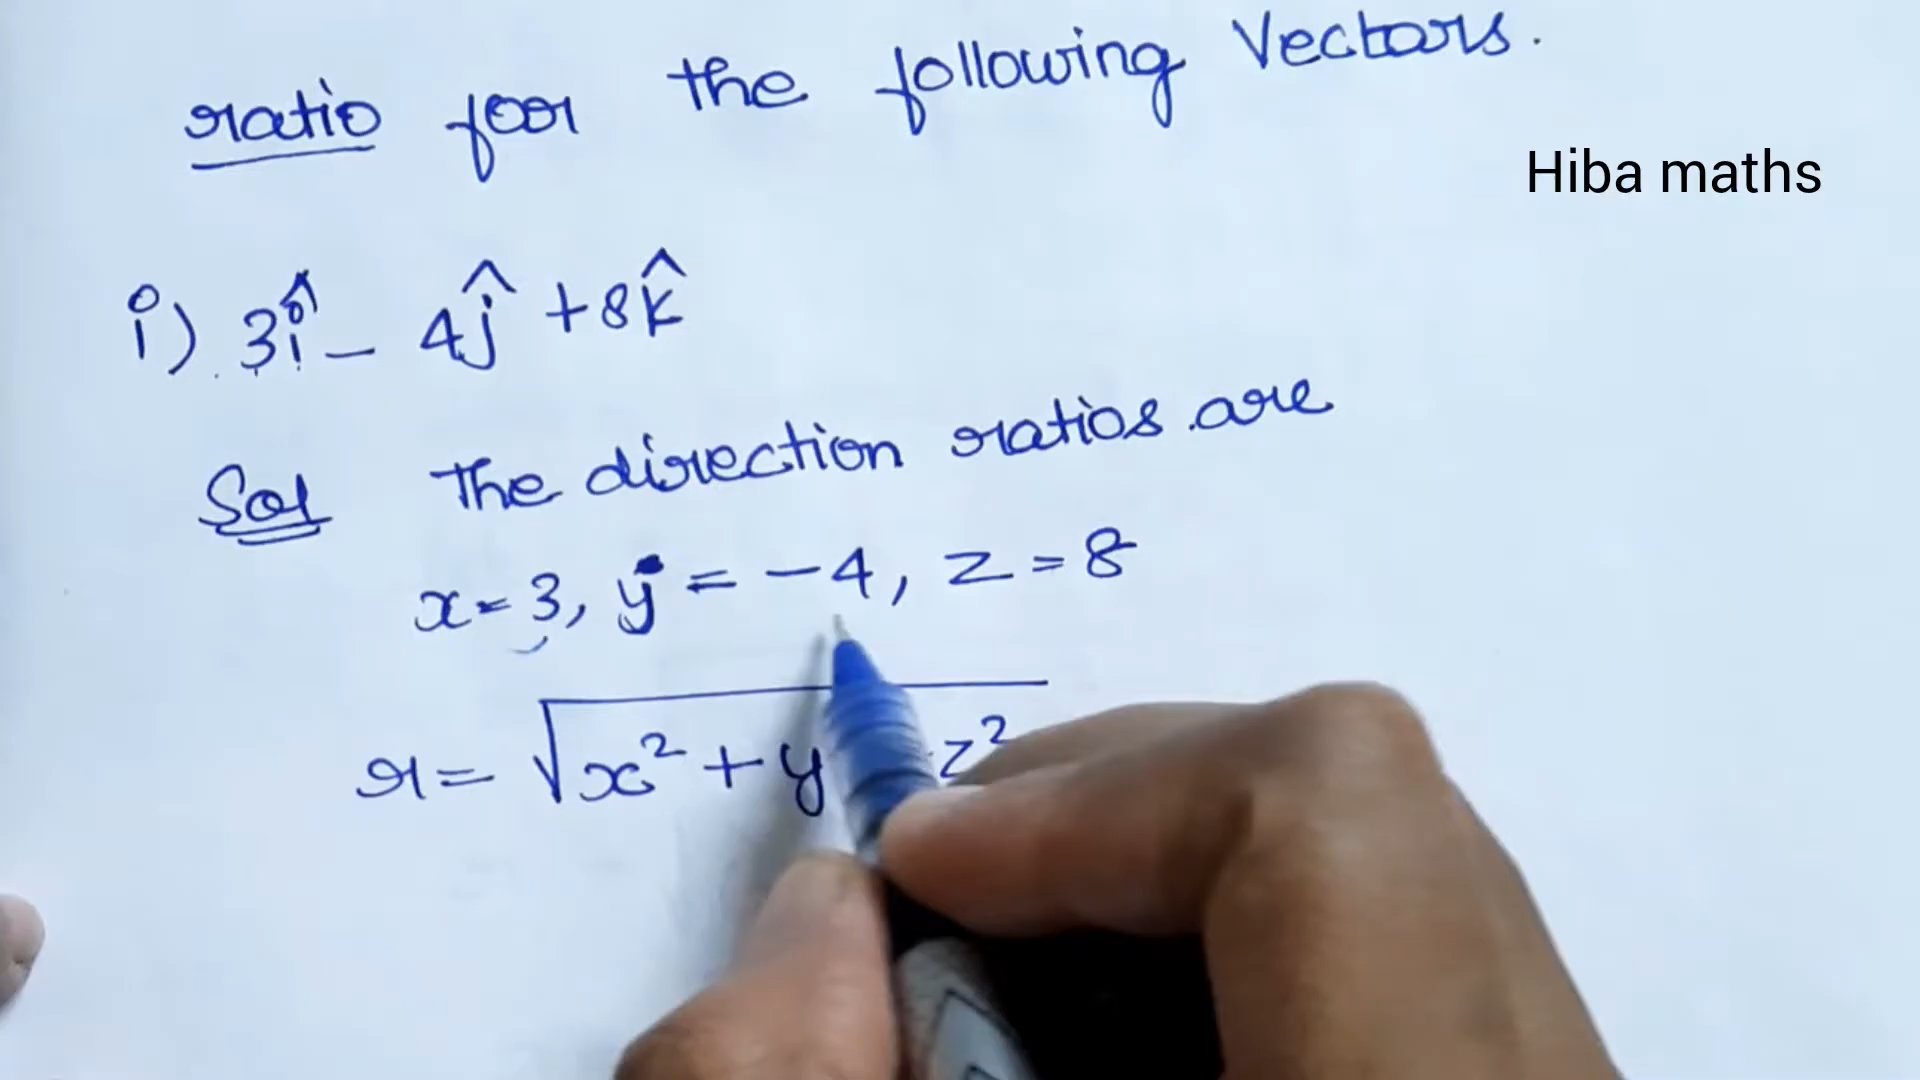 ratio for the following Vectors.
Hiba maths
i) 3î - 4ĵ + 8k̂
Sol The direction ratios are
x = 3, y = -4, z = 8
r = √x² + y z²